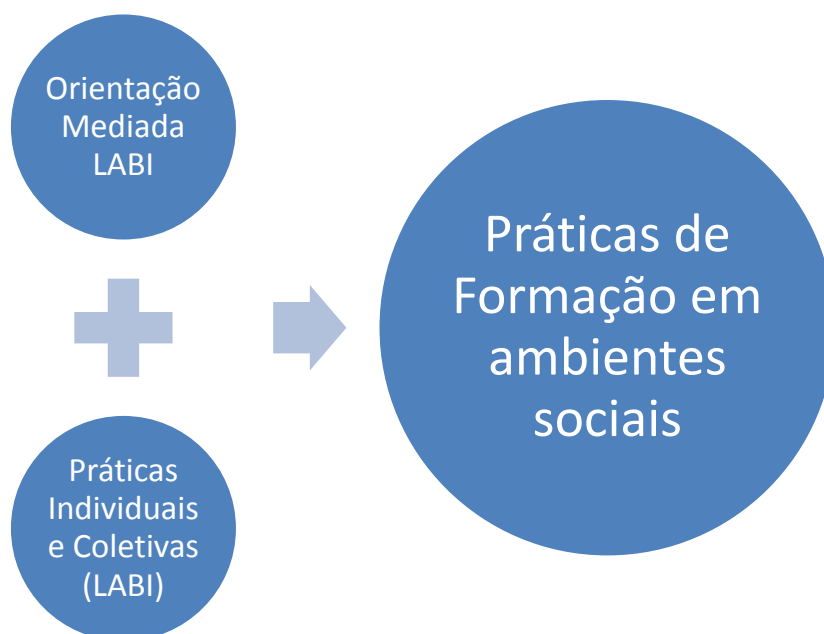 Orientação
Mediada
LABI
Práticas
Individuais
e Coletivas
(LABI)
Práticas de
Formação em
ambientes
sociais